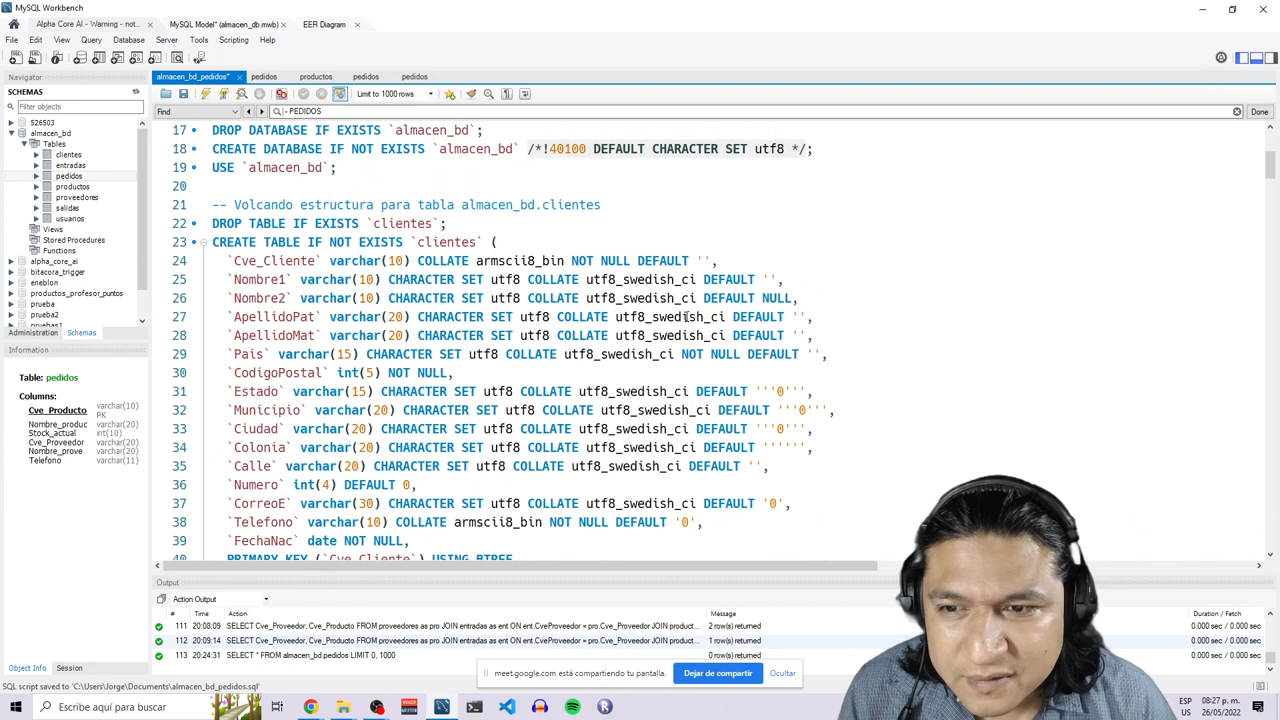 MySQL Workbench
Alpha Core AI - Warning - not... MySQL Model* (almacen_db.mwb) EER Diagram
File Edit View Query Database Server Tools Scripting Help
Navigator
SCHEMAS
Filter objects
526503
almacen_bd
Tables
clientes
entradas
pedidos
productos
proveedores
salidas
usuarios
Views
Stored Procedures
Functions
alpha_core_ai
bitacora_trigger
eneblon
productos_profesor_puntos
prueba
prueba2
pruebas1
Administration Schemas
Information
Table: pedidos
Columns:
Cve_Producto varchar(10) PK
Nombre_produc varchar(20)
Stock_actual int(10)
Cve_Proveedor varchar(20)
Nombre_prove varchar(20)
Telefono varchar(11)
Object Info Session
almacen_bd_pedidos* pedidos productos pedidos pedidos
Limit to 1000 rows
Find PEDIDOS Done
17 DROP DATABASE IF EXISTS `almacen_bd`;
18 CREATE DATABASE IF NOT EXISTS `almacen_bd` /*!40100 DEFAULT CHARACTER SET utf8 */;
19 USE `almacen_bd`;
20
21 -- Volcando estructura para tabla almacen_bd.clientes
22 DROP TABLE IF EXISTS `clientes`;
23 CREATE TABLE IF NOT EXISTS `clientes` (
24 `Cve_Cliente` varchar(10) COLLATE armscii8_bin NOT NULL DEFAULT '',
25 `Nombre1` varchar(10) CHARACTER SET utf8 COLLATE utf8_swedish_ci DEFAULT '',
26 `Nombre2` varchar(10) CHARACTER SET utf8 COLLATE utf8_swedish_ci DEFAULT NULL,
27 `ApellidoPat` varchar(20) CHARACTER SET utf8 COLLATE utf8_swedish_ci DEFAULT '',
28 `ApellidoMat` varchar(20) CHARACTER SET utf8 COLLATE utf8_swedish_ci DEFAULT '',
29 `Pais` varchar(15) CHARACTER SET utf8 COLLATE utf8_swedish_ci NOT NULL DEFAULT '',
30 `CodigoPostal` int(5) NOT NULL,
31 `Estado` varchar(15) CHARACTER SET utf8 COLLATE utf8_swedish_ci DEFAULT '''0''',
32 `Municipio` varchar(20) CHARACTER SET utf8 COLLATE utf8_swedish_ci DEFAULT '''0''',
33 `Ciudad` varchar(20) CHARACTER SET utf8 COLLATE utf8_swedish_ci DEFAULT '''0''',
34 `Colonia` varchar(20) CHARACTER SET utf8 COLLATE utf8_swedish_ci DEFAULT '''''',
35 `Calle` varchar(20) CHARACTER SET utf8 COLLATE utf8_swedish_ci DEFAULT '',
36 `Numero` int(4) DEFAULT 0,
37 `CorreoE` varchar(30) CHARACTER SET utf8 COLLATE utf8_swedish_ci DEFAULT '0',
38 `Telefono` varchar(10) COLLATE armscii8_bin NOT NULL DEFAULT '0',
39 `FechaNac` date NOT NULL,
40 PRIMARY KEY (`Cve_Cliente`) USING BTREE
Output
Action Output
# Time Action Message Duration / Fetch
111 20:08:09 SELECT Cve_Proveedor, Cve_Producto FROM proveedores as pro JOIN entradas as ent ON ent.CveProveedor = pro.Cve_Proveedor JOIN product... 2 row(s) returned 0.000 sec / 0.000 sec
112 20:09:14 SELECT Cve_Proveedor, Cve_Producto FROM proveedores as pro JOIN entradas as ent ON ent.CveProveedor = pro.Cve_Proveedor JOIN product... 1 row(s) returned 0.000 sec / 0.000 sec
113 20:24:31 SELECT * FROM almacen_bd.pedidos LIMIT 0, 1000 0 row(s) returned 0.000 sec / 0.000 sec
meet.google.com está compartiendo tu pantalla. Dejar de compartir Ocultar
SQL script saved to 'C:\Users\Jorge\Documents\almacen_bd_pedidos.sql'
Escribe aquí para buscar
ESP 08:27 p. m.
US 26/05/2022